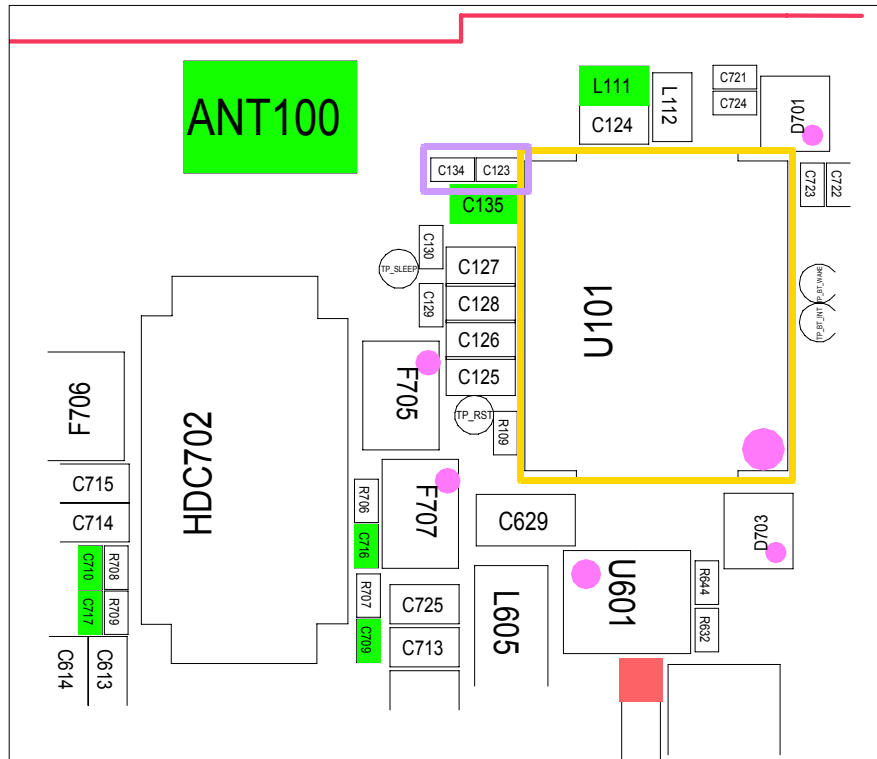 ANT100
L111
L112
C721
C724
D701
C124
C134
C123
C135
C723
C722
C130
TP_SLEEP
C127
C129
C128
U101
TP_BT_WAKE
TP_BT_INT
C126
C125
F705
F706
TP_RST
R109
HDC702
C715
C714
R706
F707
C629
C716
D703
C710
R708
C717
R709
R707
C725
L605
U601
R644
R632
C709
C713
C614
C613